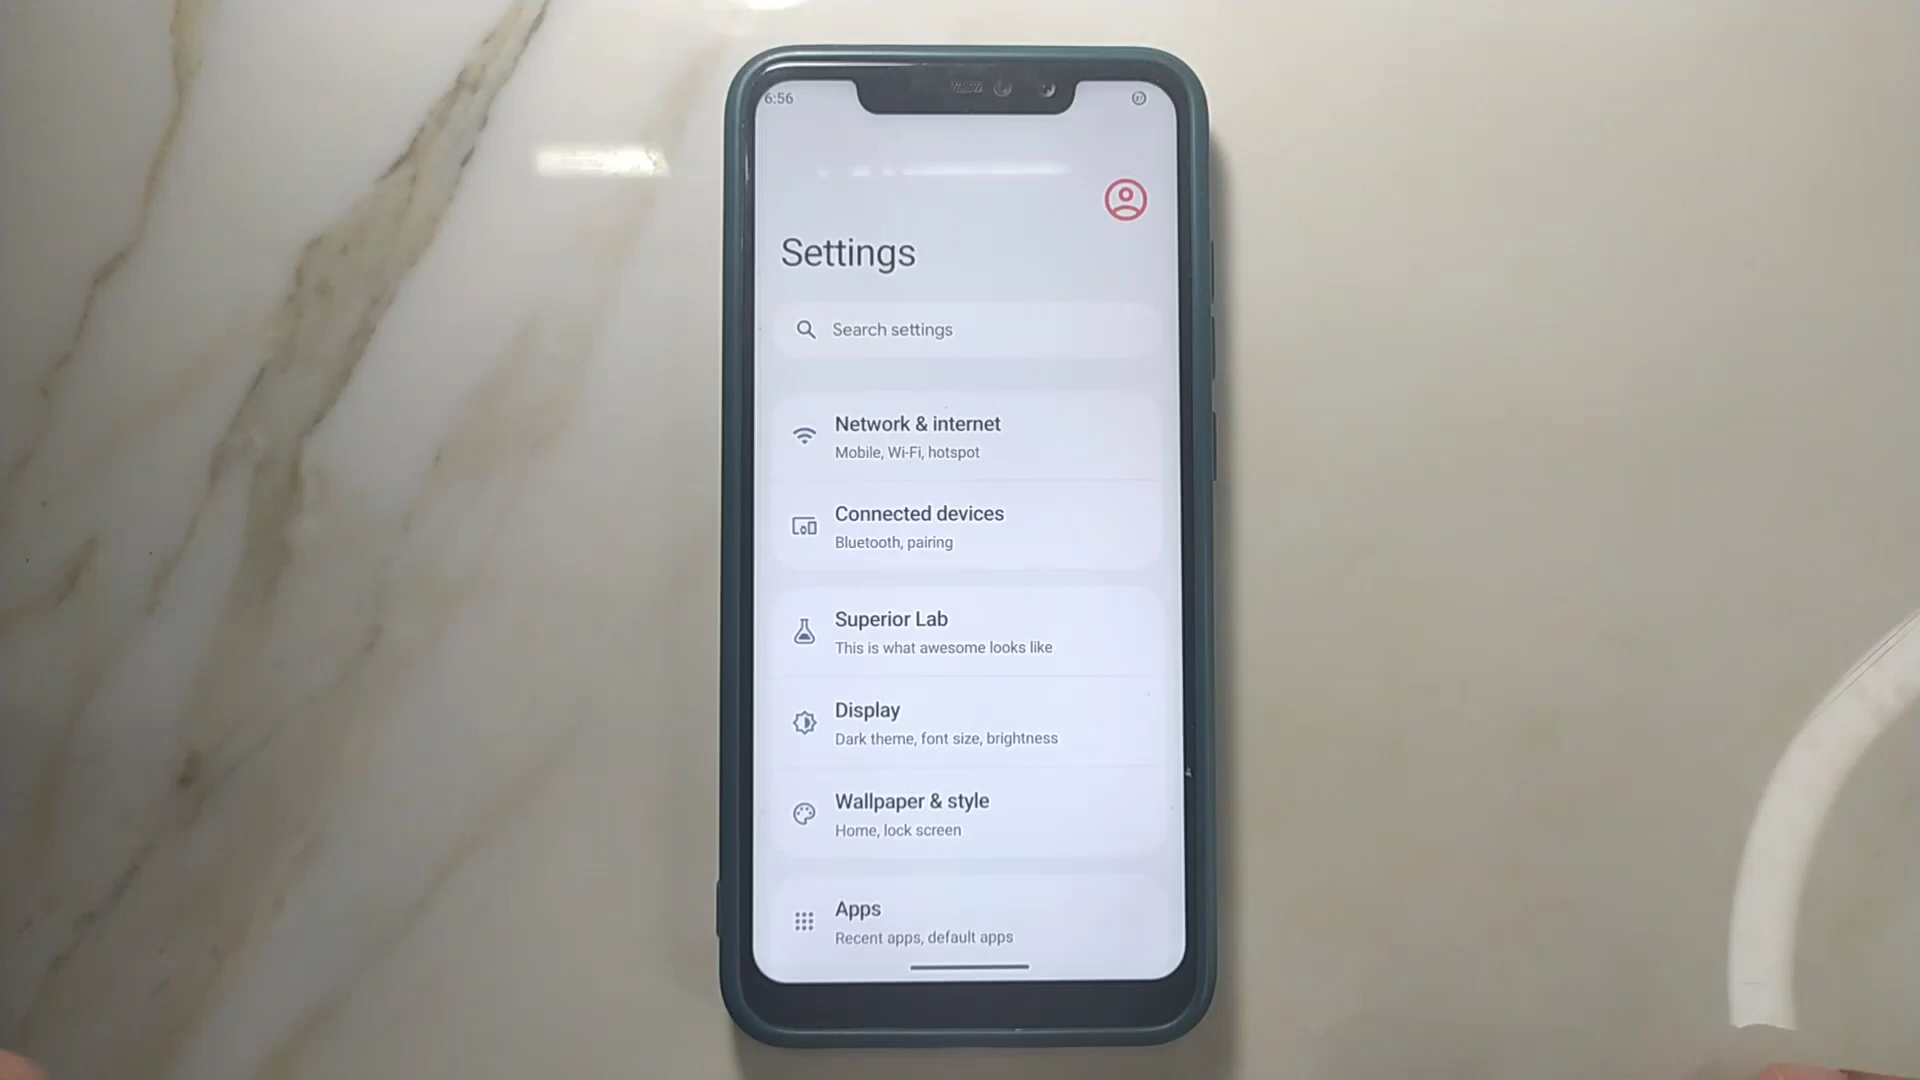 6:56
Settings
Search settings
Network & internet
Mobile, Wi-Fi, hotspot
Connected devices
Bluetooth, pairing
Superior Lab
This is what awesome looks like
Display
Dark theme, font size, brightness
Wallpaper & style
Home, lock screen
Apps
Recent apps, default apps